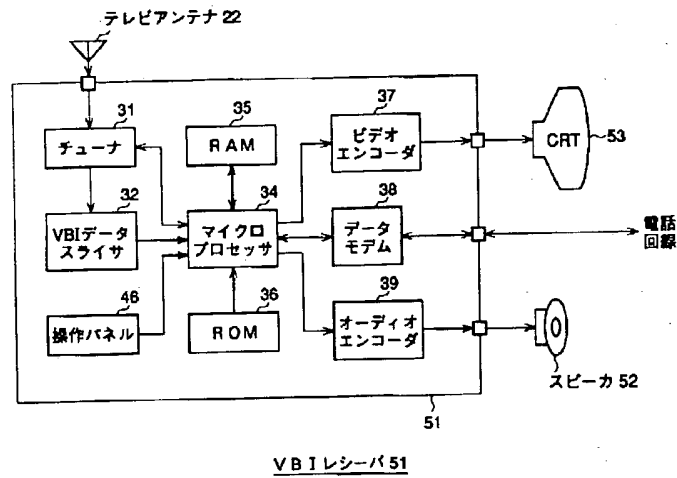 テレビアンテナ 22
31
チューナ
35
RAM
37
ビデオ
エンコーダ
CRT
53
32
VBIデータ
スライサ
34
マイクロ
プロセッサ
38
データ
モデム
電話
回線
46
操作パネル
36
ROM
39
オーディオ
エンコーダ
スピーカ 52
51
VBIレシーバ 51